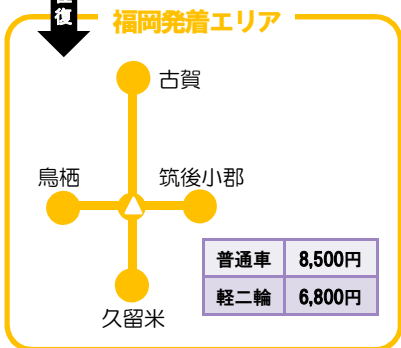 復
福岡発着エリア
古賀
鳥栖
筑後小郡
普通車 8,500円
軽二輪 6,800円
久留米